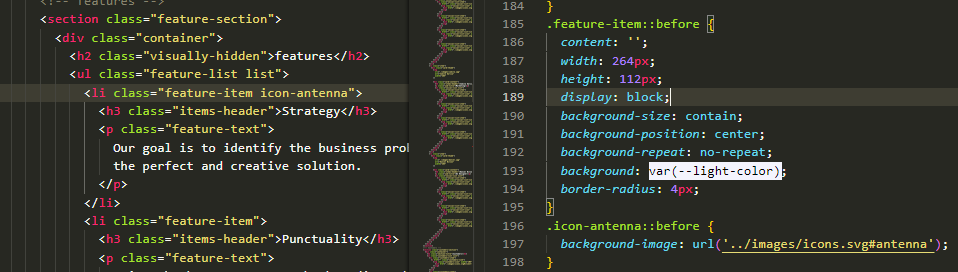 <!-- features -->
<section class="feature-section">
<div class="container">
<h2 class="visually-hidden">features</h2>
<ul class="feature-list list">
<li class="feature-item icon-antenna">
<h3 class="items-header">Strategy</h3>
<p class="feature-text">
Our goal is to identify the business
the perfect and creative solution.
</p>
</li>
<li class="feature-item">
<h3 class="items-header">Punctuality</h3>
<p class="feature-text">
184 }
185 .feature-item::before {
186 content: '';
187 width: 264px;
188 height: 112px;
189 display: block;
190 background-size: contain;
191 background-position: center;
192 background-repeat: no-repeat;
193 background: var(--light-color);
194 border-radius: 4px;
195 }
196 .icon-antenna::before {
197 background-image: url('../images/icons.svg#antenna');
198 }